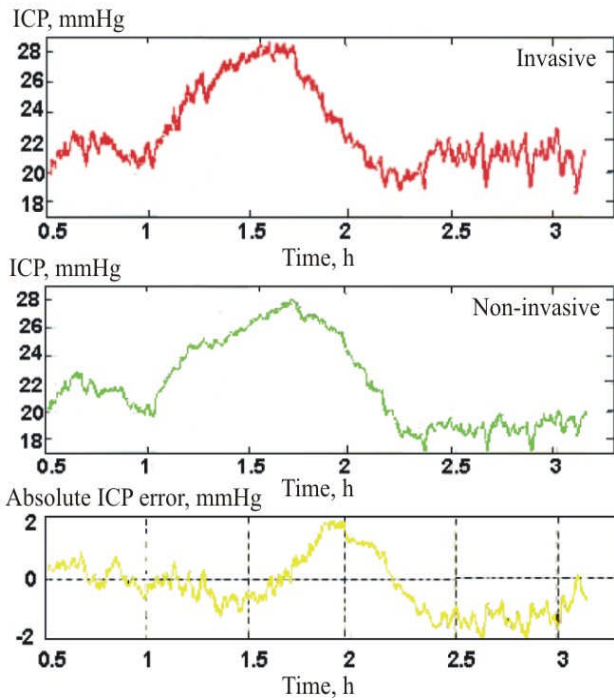 ICP, mmHg
Invasive
28
26
24
22
20
18
0.5 1 1.5 2 2.5 3
Time, h
ICP, mmHg
Non-invasive
28
26
24
22
20
18
0.5 1 1.5 2 2.5 3
Time, h
Absolute ICP error, mmHg
2
0
-2
0.5 1 1.5 2 2.5 3
Time, h